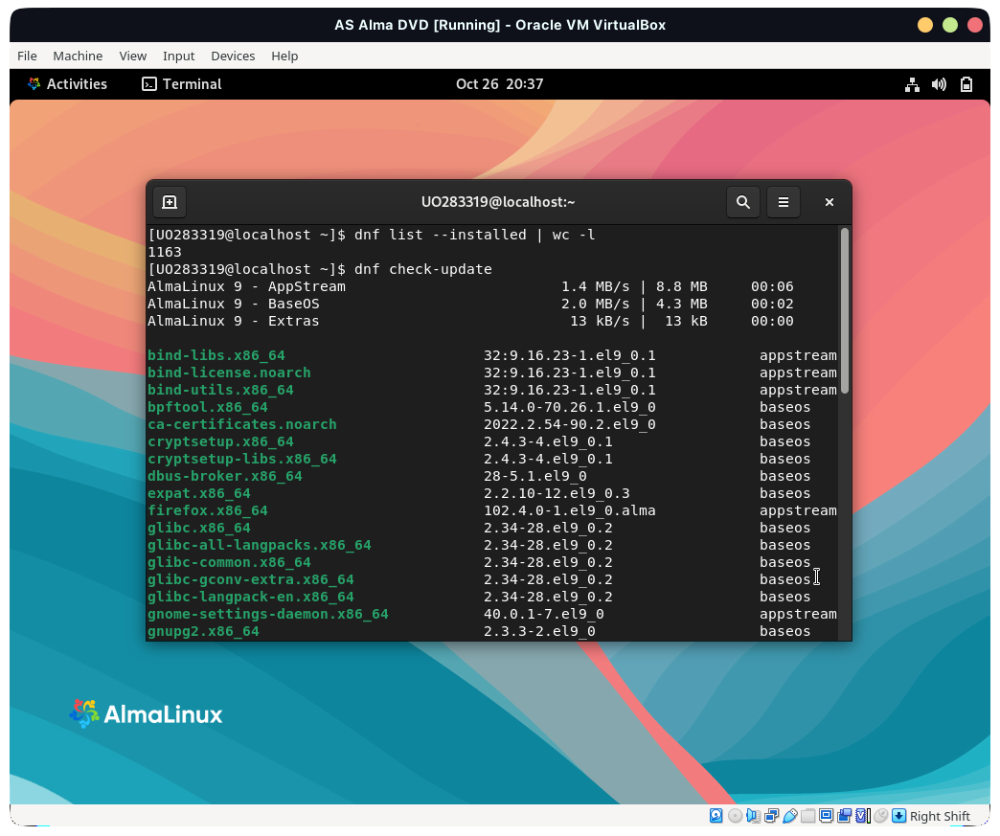 AS Alma DVD [Running] - Oracle VM VirtualBox
File Machine View Input Devices Help
Activities Terminal Oct 26 20:37
UO283319@localhost:~
[UO283319@localhost ~]$ dnf list --installed | wc -l
1163
[UO283319@localhost ~]$ dnf check-update
AlmaLinux 9 - AppStream 1.4 MB/s | 8.8 MB 00:06
AlmaLinux 9 - BaseOS 2.0 MB/s | 4.3 MB 00:02
AlmaLinux 9 - Extras 13 kB/s | 13 kB 00:00
bind-libs.x86_64 32:9.16.23-1.el9_0.1 appstream
bind-license.noarch 32:9.16.23-1.el9_0.1 appstream
bind-utils.x86_64 32:9.16.23-1.el9_0.1 appstream
bpftool.x86_64 5.14.0-70.26.1.el9_0 baseos
ca-certificates.noarch 2022.2.54-90.2.el9_0 baseos
cryptsetup.x86_64 2.4.3-4.el9_0.1 baseos
cryptsetup-libs.x86_64 2.4.3-4.el9_0.1 baseos
dbus-broker.x86_64 28-5.1.el9_0 baseos
expat.x86_64 2.2.10-12.el9_0.3 baseos
firefox.x86_64 102.4.0-1.el9_0.alma appstream
glibc.x86_64 2.34-28.el9_0.2 baseos
glibc-all-langpacks.x86_64 2.34-28.el9_0.2 baseos
glibc-common.x86_64 2.34-28.el9_0.2 baseos
glibc-gconv-extra.x86_64 2.34-28.el9_0.2 baseos
glibc-langpack-en.x86_64 2.34-28.el9_0.2 baseos
gnome-settings-daemon.x86_64 40.0.1-7.el9_0 appstream
gnupg2.x86_64 2.3.3-2.el9_0 baseos
AlmaLinux
Right Shift